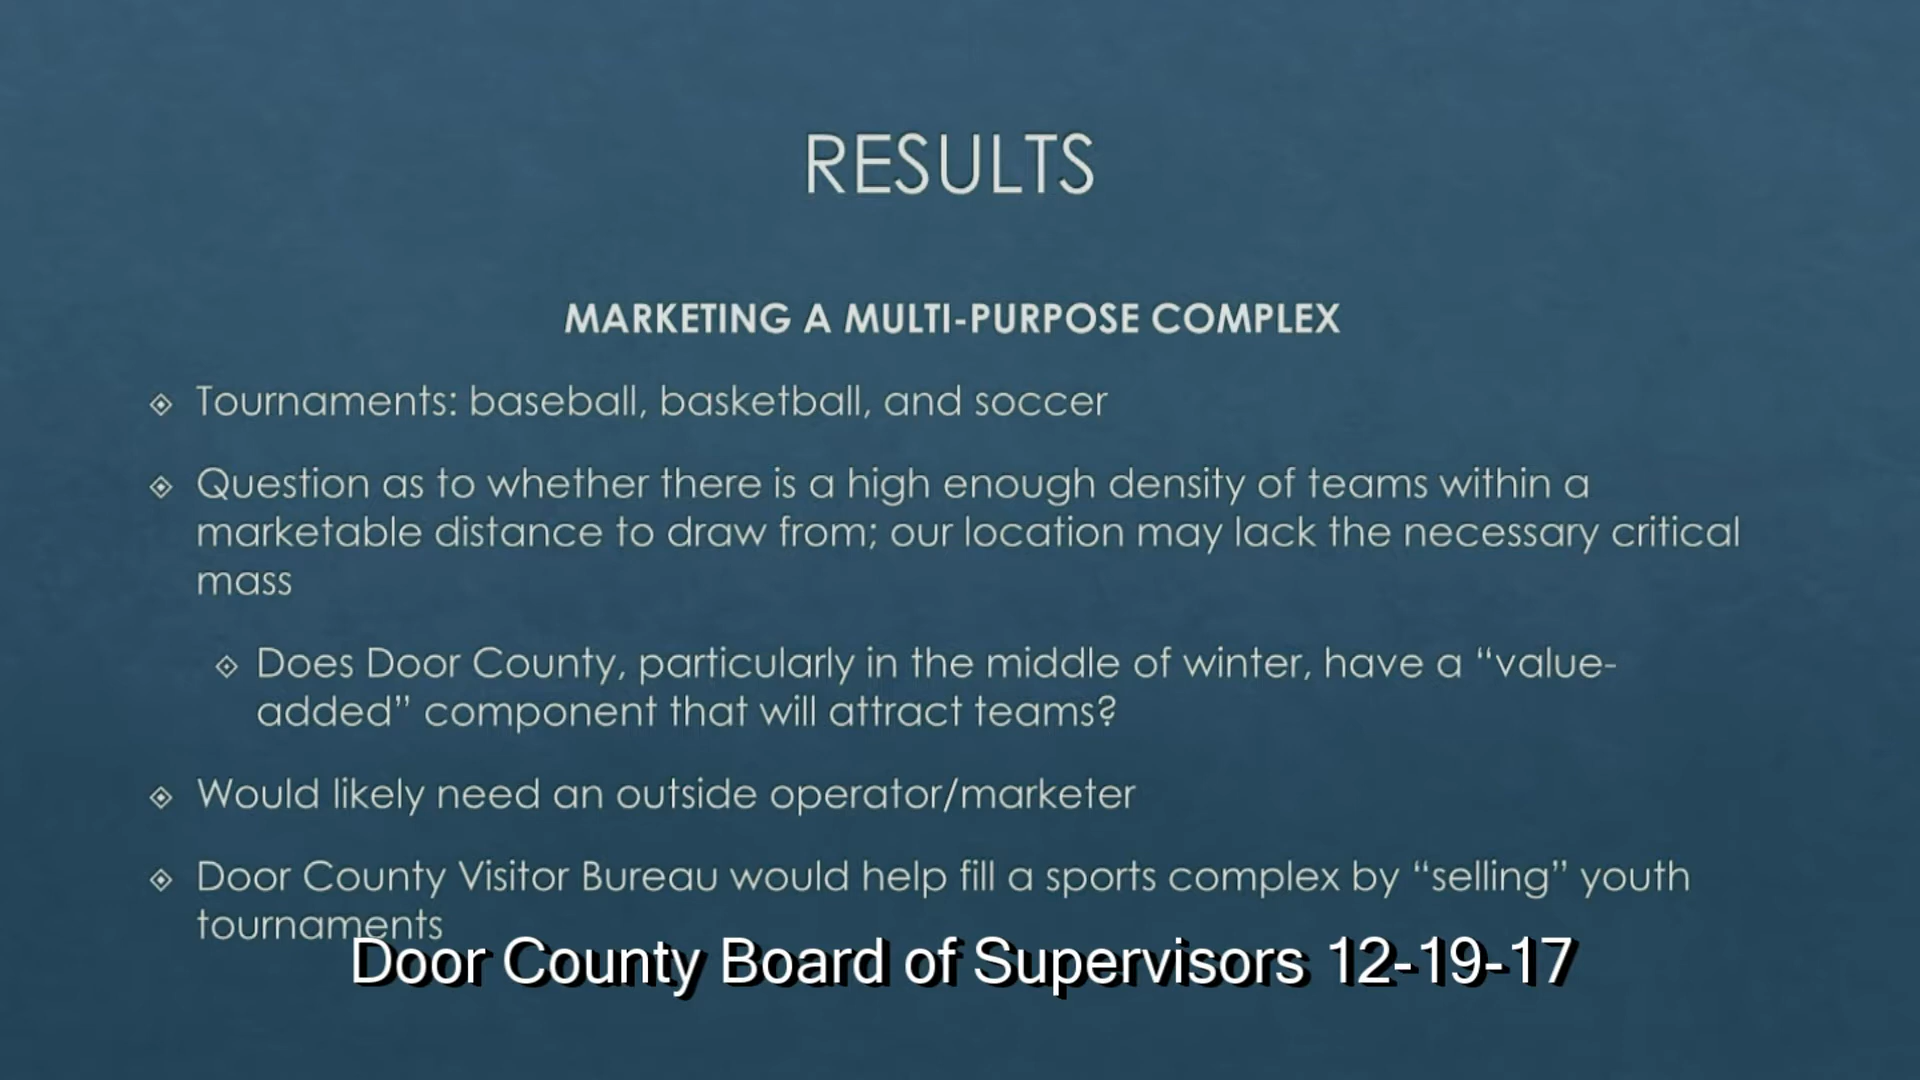 RESULTS
MARKETING A MULTI-PURPOSE COMPLEX
Tournaments: baseball, basketball, and soccer
Question as to whether there is a high enough density of teams within a
marketable distance to draw from; our location may lack the necessary critical
mass
Does Door County, particularly in the middle of winter, have a “value-
added” component that will attract teams?
Would likely need an outside operator/marketer
Door County Visitor Bureau would help fill a sports complex by “selling” youth
tournaments
Door County Board of Supervisors 12-19-17